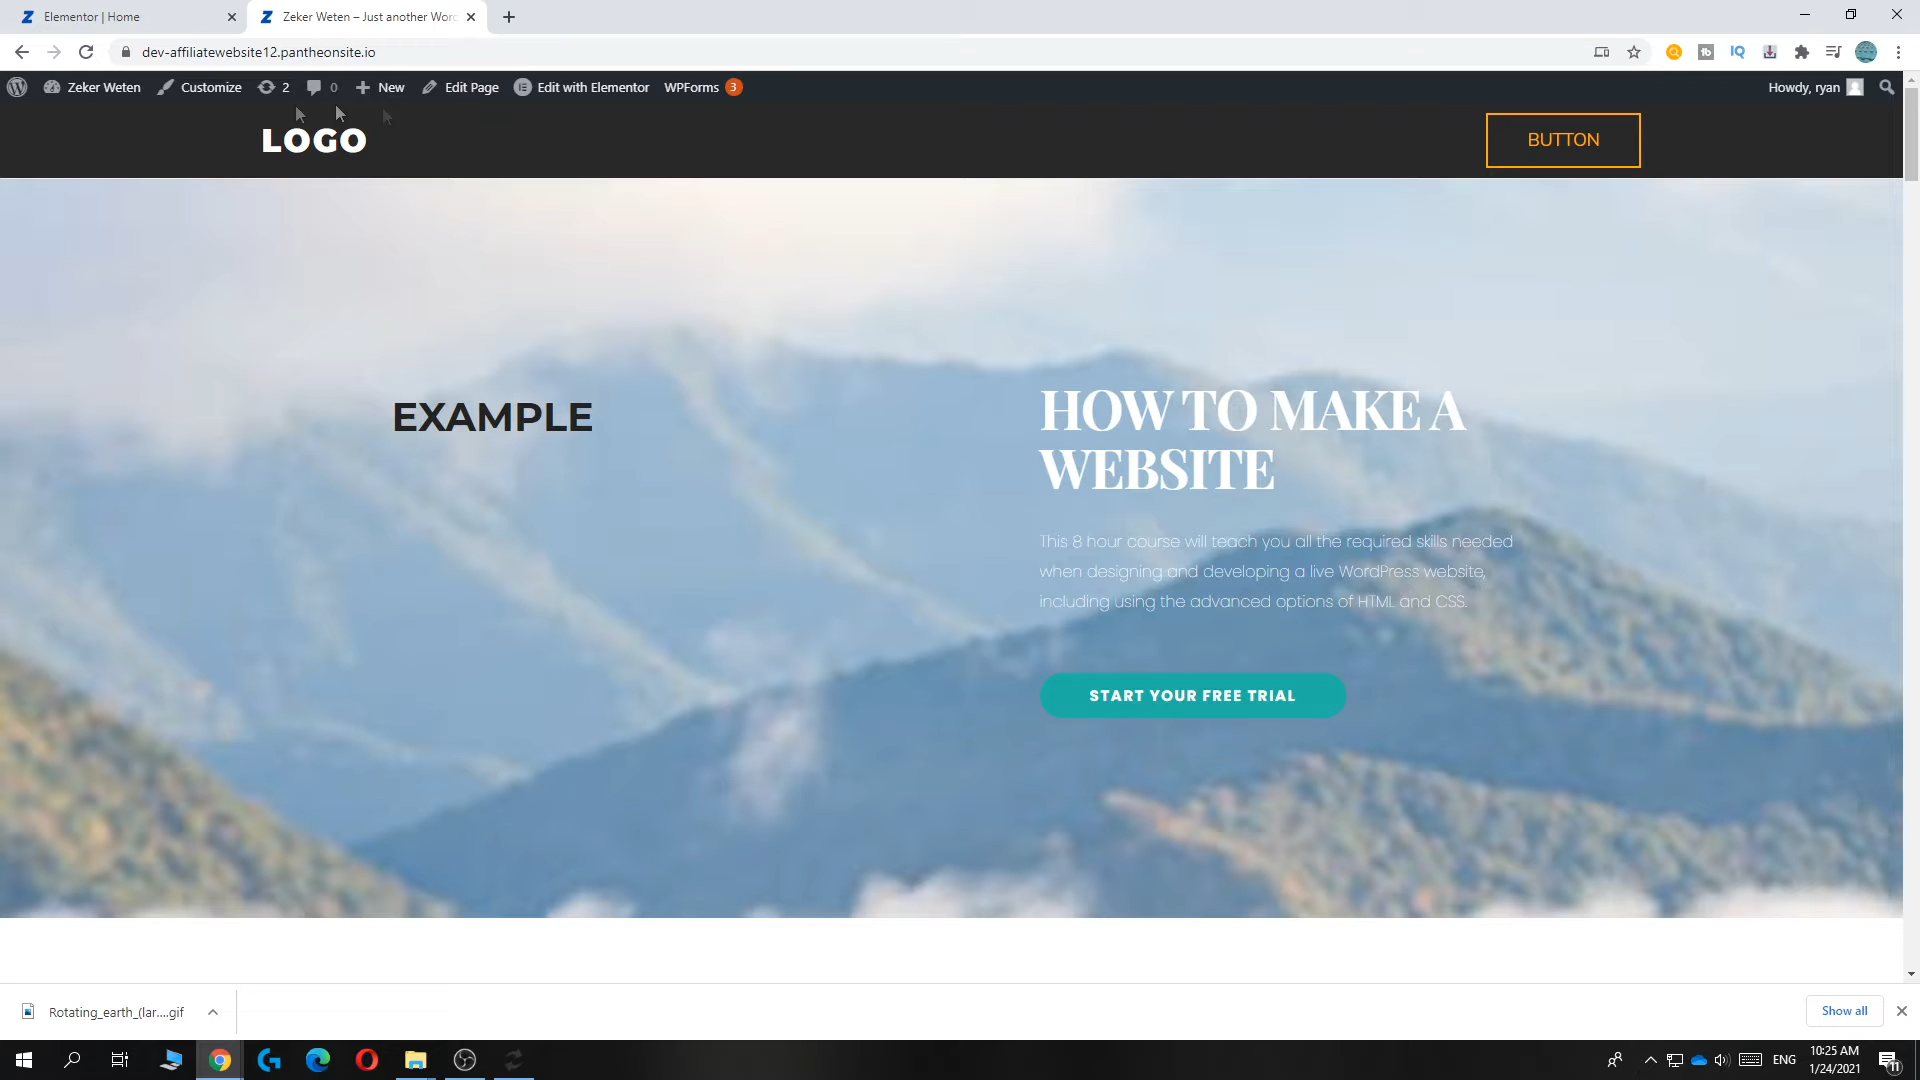 Elementor | Home
Zeker Weten – Just another Word
dev-affiliatewebsite12.pantheonsite.io
Zeker Weten Customize 2 0 New Edit Page Edit with Elementor WPForms 3 Howdy, ryan
LOGO
BUTTON
EXAMPLE
HOW TO MAKE A
WEBSITE
This 8 hour course will teach you all the required skills needed
when designing and developing a live WordPress website,
including using the advanced options of HTML and CSS.
START YOUR FREE TRIAL
Rotating_earth_(lar....gif
Show all
ENG
10:25 AM
1/24/2021
11